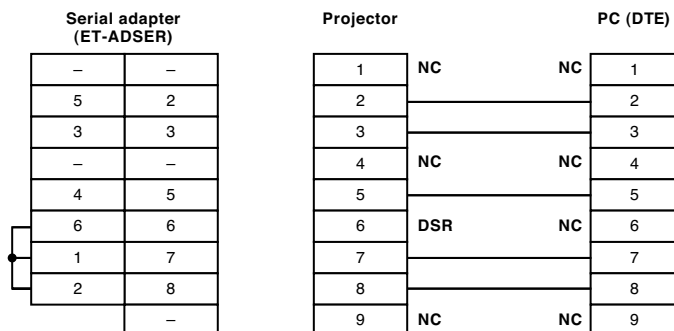 Serial adapter (ET-ADSER) Projector PC (DTE)
– – 1 NC NC 1
5 2 2 2
3 3 3 3
– – 4 NC NC 4
4 5 5 5
6 6 6 DSR NC 6
1 7 7 7
2 8 8 8
– 9 NC NC 9